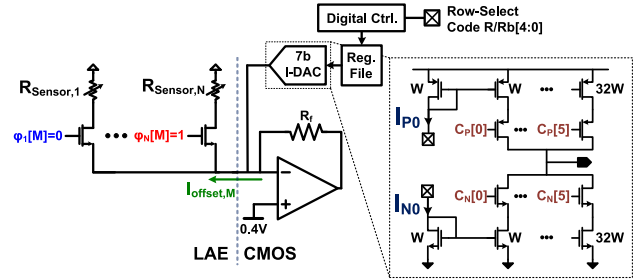 Digital Ctrl.
Row-Select
Code R/Rb[4:0]
7b
I-DAC
Reg.
File
R_Sensor,1
R_Sensor,N
φ1[M]=0
φN[M]=1
Rf
I_offset,M
−
+
0.4V
LAE
CMOS
W
W
32W
I_P0
C_P[0]
C_P[5]
I_N0
C_N[0]
C_N[5]
W
W
32W